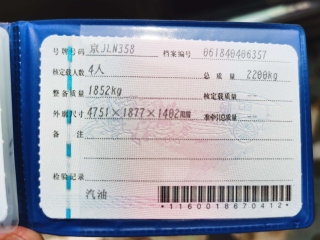 号牌号码 京JLN358 档案编号 061840406357
核定载人数 4人 总质量 2200kg
整备质量 1852kg 核定载质量 --
外廓尺寸 4751×1877×1402mm 准牵引总质量 --
备注
检验记录
汽油
*1160018670412*